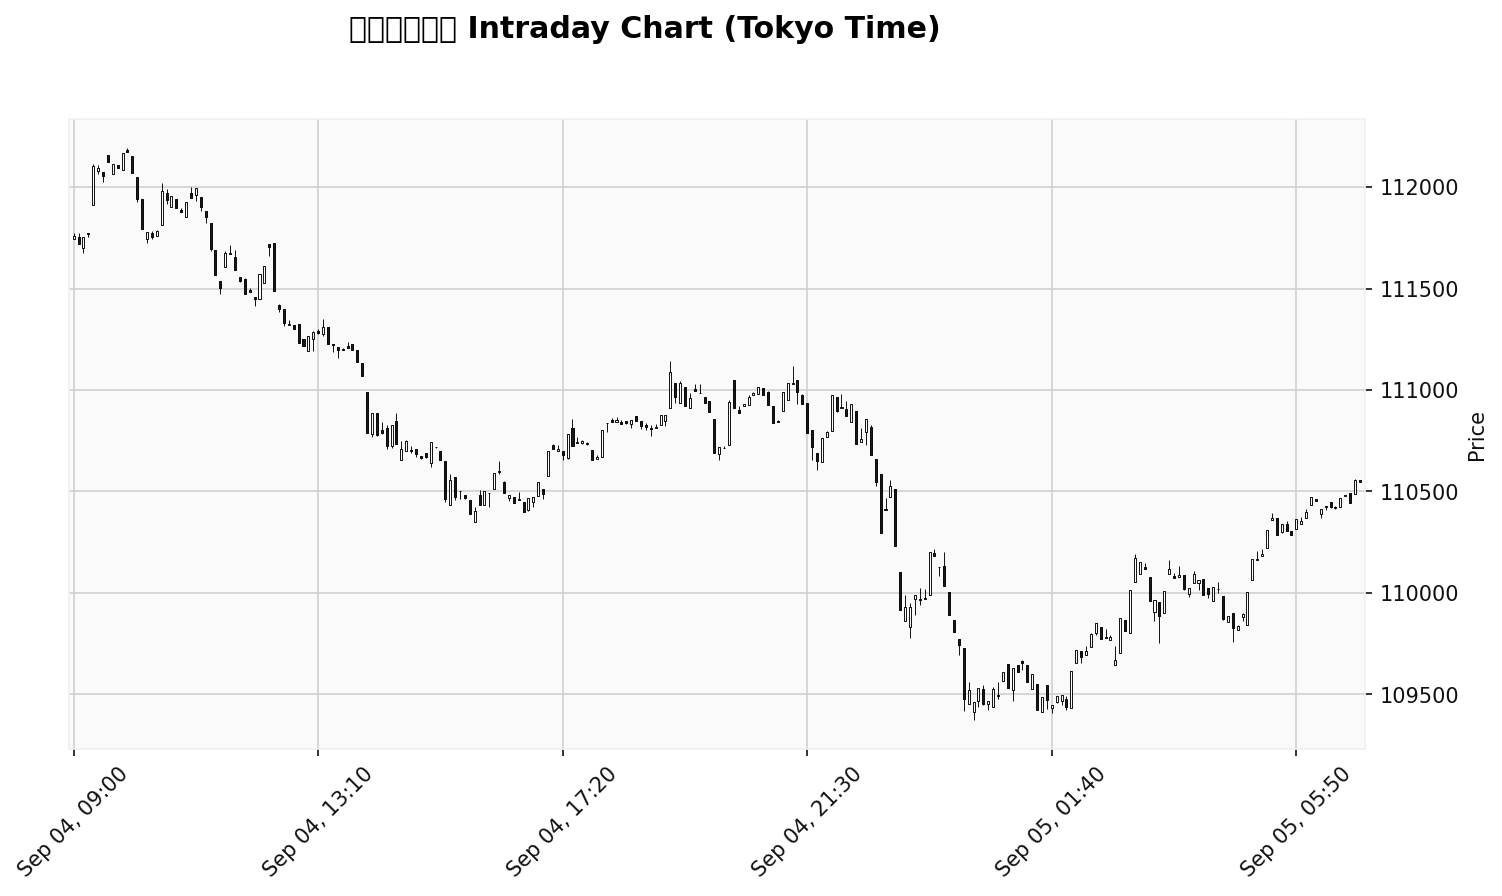 Intraday Chart (Tokyo Time)
112000
111500
111000
110500
110000
109500
Price
Sep 04, 09:00
Sep 04, 13:10
Sep 04, 17:20
Sep 04, 21:30
Sep 05, 01:40
Sep 05, 05:50